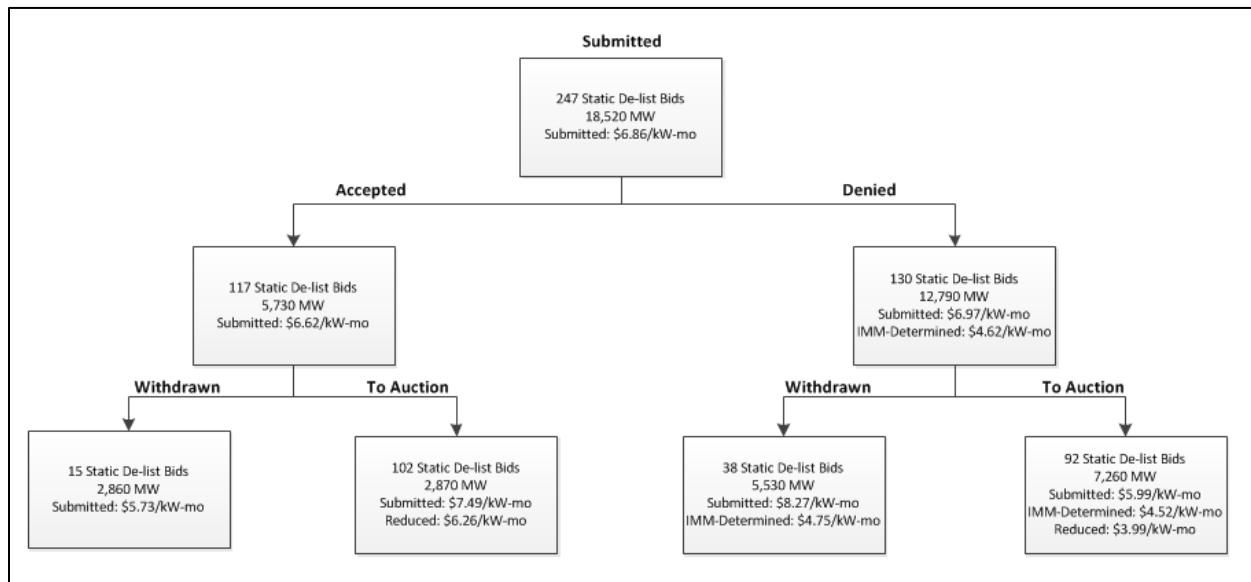 Submitted
247 Static De-list Bids
18,520 MW
Submitted: $6.86/kW-mo
Accepted
Denied
117 Static De-list Bids
5,730 MW
Submitted: $6.62/kW-mo
130 Static De-list Bids
12,790 MW
Submitted: $6.97/kW-mo
IMM-Determined: $4.62/kW-mo
Withdrawn
To Auction
Withdrawn
To Auction
15 Static De-list Bids
2,860 MW
Submitted: $5.73/kW-mo
102 Static De-list Bids
2,870 MW
Submitted: $7.49/kW-mo
Reduced: $6.26/kW-mo
38 Static De-list Bids
5,530 MW
Submitted: $8.27/kW-mo
IMM-Determined: $4.75/kW-mo
92 Static De-list Bids
7,260 MW
Submitted: $5.99/kW-mo
IMM-Determined: $4.52/kW-mo
Reduced: $3.99/kW-mo